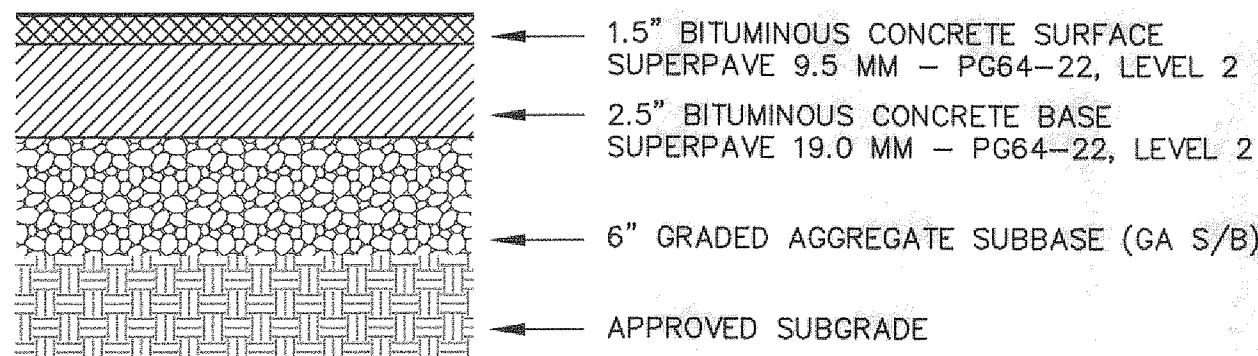 1.5” BITUMINOUS CONCRETE SURFACE
SUPERPAVE 9.5 MM – PG64–22, LEVEL 2
2.5” BITUMINOUS CONCRETE BASE
SUPERPAVE 19.0 MM – PG64–22, LEVEL 2
6” GRADED AGGREGATE SUBBASE (GA S/B)
APPROVED SUBGRADE